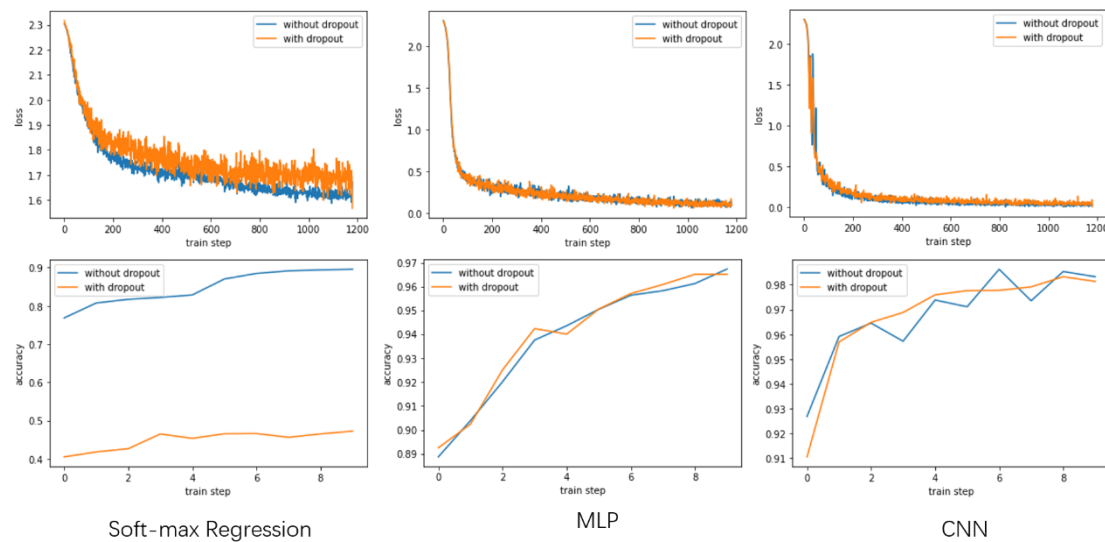 2.3
2.2
2.1
2.0
1.9
1.8
1.7
1.6
loss
without dropout
with dropout
0 200 400 600 800 1000 1200
train step
2.0
1.5
1.0
0.5
0.0
loss
without dropout
with dropout
0 200 400 600 800 1000 1200
train step
2.0
1.5
1.0
0.5
0.0
loss
without dropout
with dropout
0 200 400 600 800 1000 1200
train step
0.9
0.8
0.7
0.6
0.5
0.4
accuracy
without dropout
with dropout
0 2 4 6 8
train step
Soft-max Regression
0.97
0.96
0.95
0.94
0.93
0.92
0.91
0.90
0.89
accuracy
without dropout
with dropout
0 2 4 6 8
train step
MLP
0.98
0.97
0.96
0.95
0.94
0.93
0.92
0.91
accuracy
without dropout
with dropout
0 2 4 6 8
train step
CNN